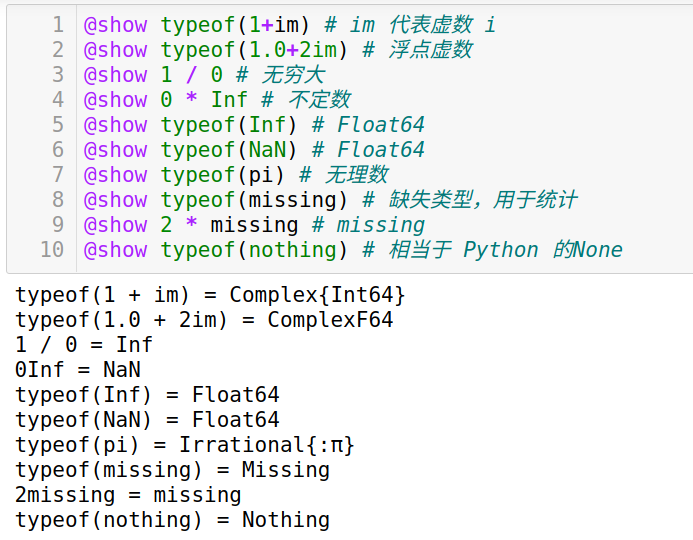 1 @show typeof(1+im) # im 代表虚数 i
2 @show typeof(1.0+2im) # 浮点虚数
3 @show 1 / 0 # 无穷大
4 @show 0 * Inf # 不定数
5 @show typeof(Inf) # Float64
6 @show typeof(NaN) # Float64
7 @show typeof(pi) # 无理数
8 @show typeof(missing) # 缺失类型，用于统计
9 @show 2 * missing # missing
10 @show typeof(nothing) # 相当于 Python 的None
typeof(1 + im) = Complex{Int64}
typeof(1.0 + 2im) = ComplexF64
1 / 0 = Inf
0Inf = NaN
typeof(Inf) = Float64
typeof(NaN) = Float64
typeof(pi) = Irrational{:π}
typeof(missing) = Missing
2missing = missing
typeof(nothing) = Nothing